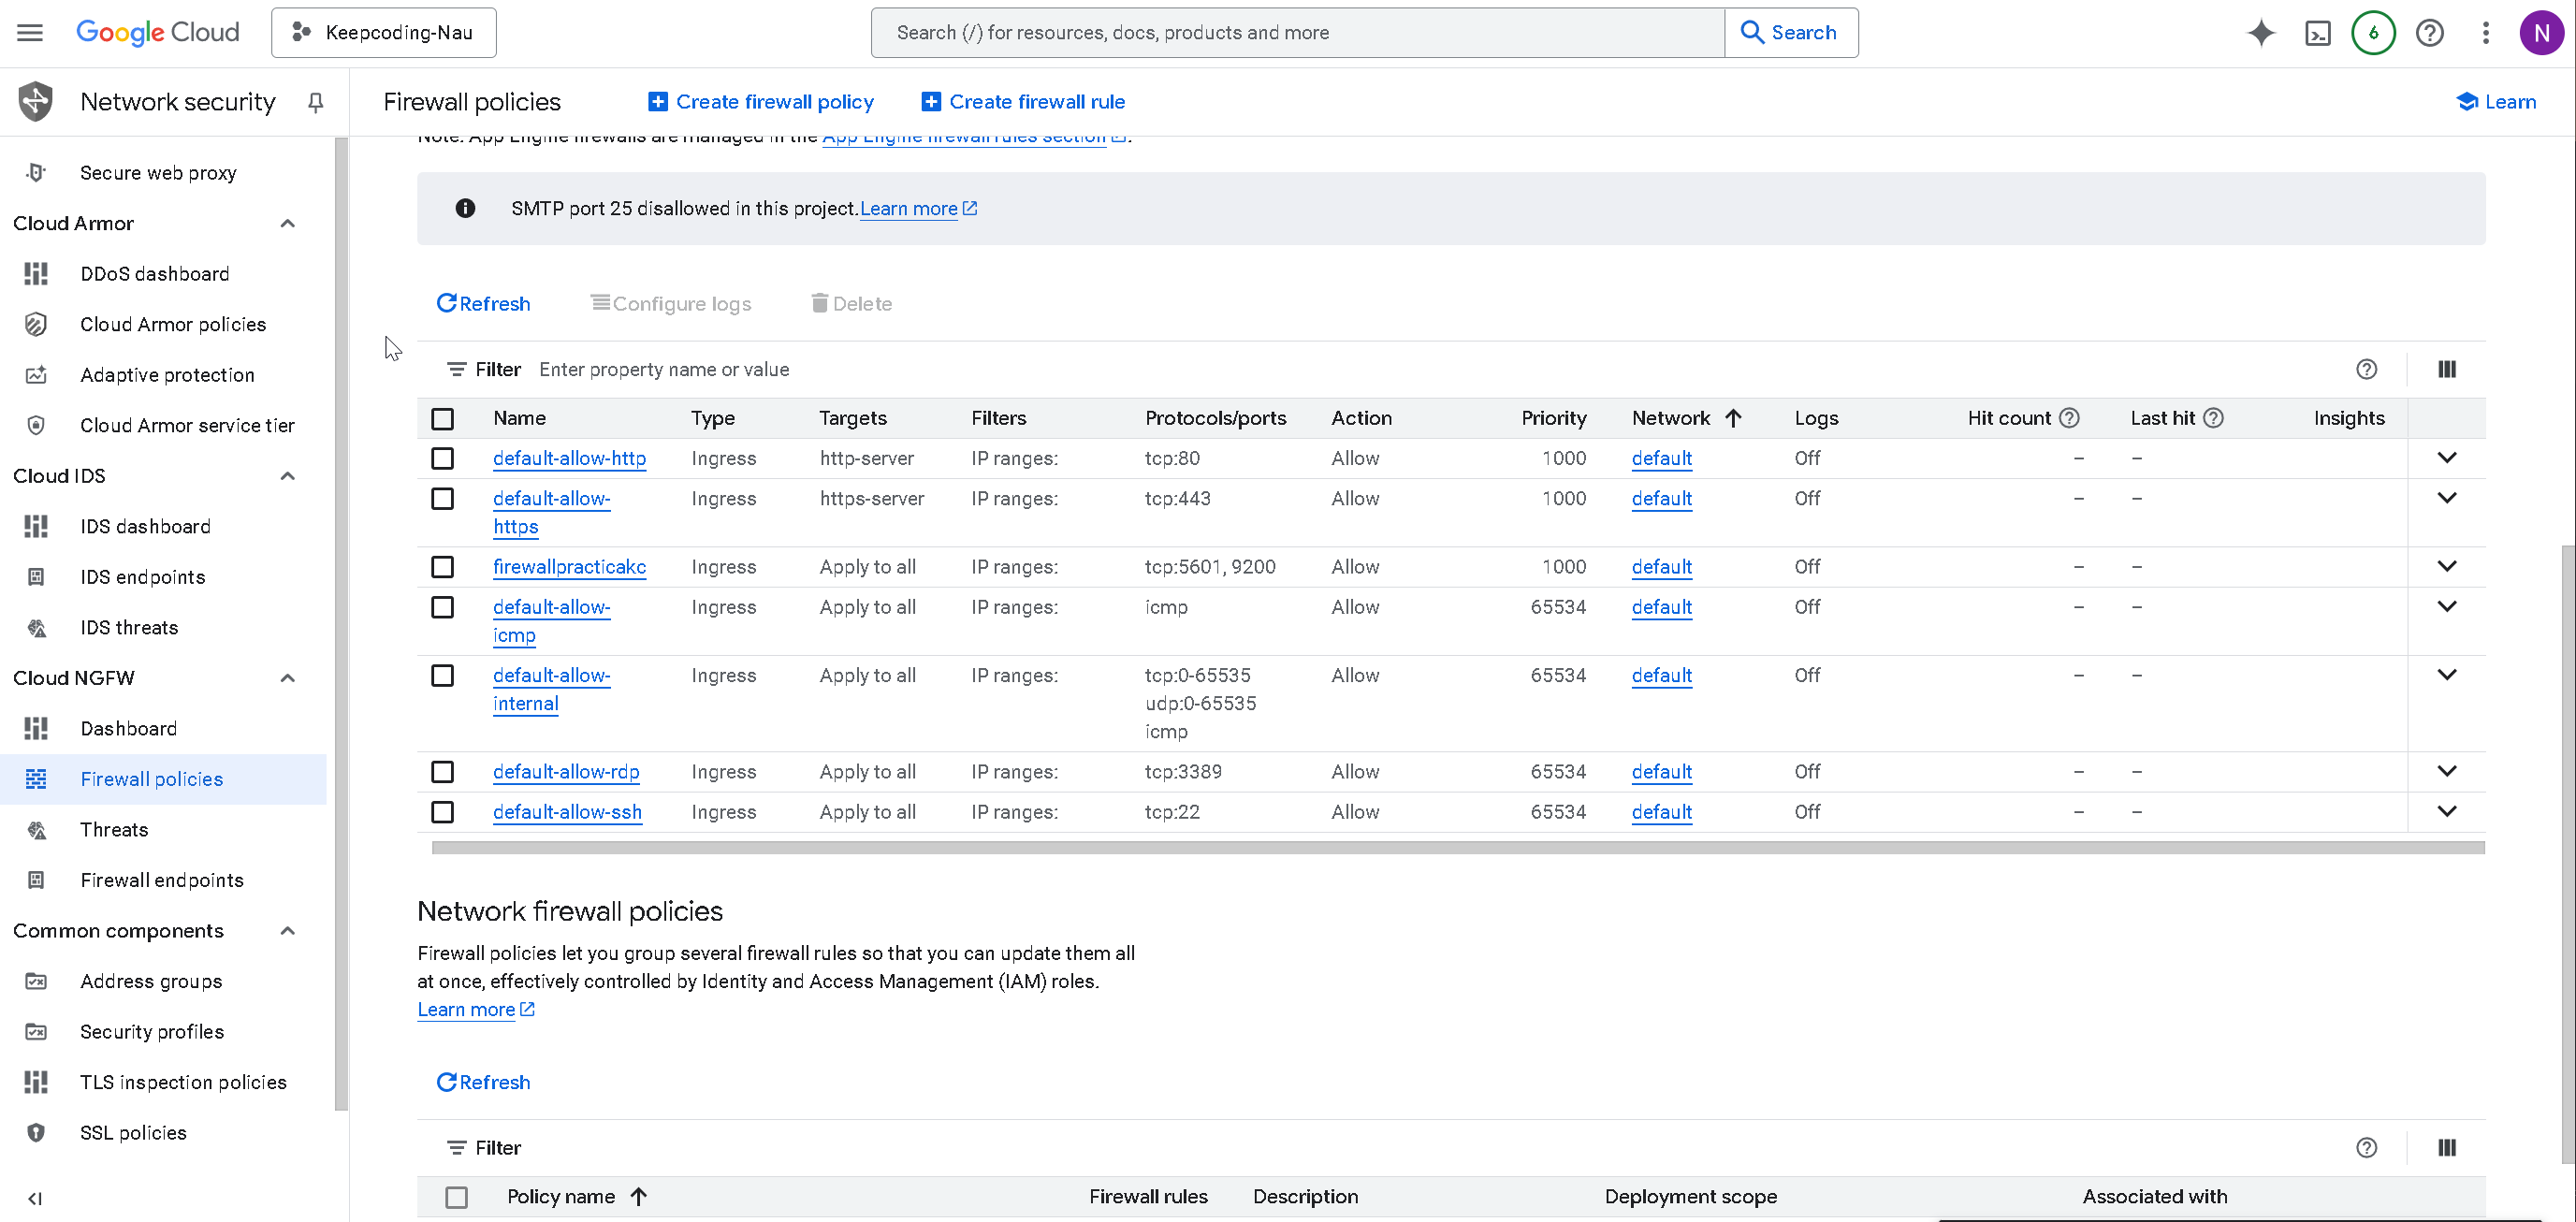 Google Cloud
Keepcoding-Nau
Search (/) for resources, docs, products and more
Search
6
N
Network security
Firewall policies
Create firewall policy
Create firewall rule
Learn
Note: App Engine firewalls are managed in the App Engine firewall rules section.
Secure web proxy
Cloud Armor
DDoS dashboard
Cloud Armor policies
Adaptive protection
Cloud Armor service tier
Cloud IDS
IDS dashboard
IDS endpoints
IDS threats
Cloud NGFW
Dashboard
Firewall policies
Threats
Firewall endpoints
Common components
Address groups
Security profiles
TLS inspection policies
SSL policies
SMTP port 25 disallowed in this project. Learn more
Refresh Configure logs Delete
Filter Enter property name or value
Name Type Targets Filters Protocols/ports Action Priority Network Logs Hit count Last hit Insights
default-allow-http Ingress http-server IP ranges: tcp:80 Allow 1000 default Off – –
default-allow- Ingress https-server IP ranges: tcp:443 Allow 1000 default Off – –
https
firewallpracticakc Ingress Apply to all IP ranges: tcp:5601, 9200 Allow 1000 default Off – –
default-allow- Ingress Apply to all IP ranges: icmp Allow 65534 default Off – –
icmp
default-allow- Ingress Apply to all IP ranges: tcp:0-65535 Allow 65534 default Off – –
internal udp:0-65535
icmp
default-allow-rdp Ingress Apply to all IP ranges: tcp:3389 Allow 65534 default Off – –
default-allow-ssh Ingress Apply to all IP ranges: tcp:22 Allow 65534 default Off – –
Network firewall policies
Firewall policies let you group several firewall rules so that you can update them all
at once, effectively controlled by Identity and Access Management (IAM) roles.
Learn more
Refresh
Filter
Policy name Firewall rules Description Deployment scope Associated with